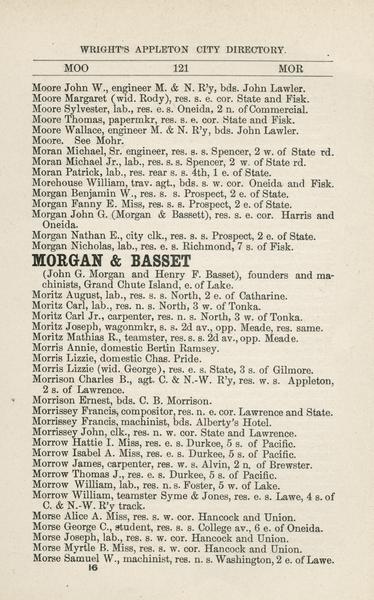 WRIGHT'S APPLETON CITY DIRECTORY.
MOO 121 MOR
Moore John W., engineer M. & N. R'y, bds. John Lawler.
Moore Margaret (wid. Rody), res. s. e. cor. State and Fisk.
Moore Sylvester, lab., res. e. s. Oneida, 2 n. of Commercial.
Moore Thomas, papermkr, res. s. e. cor. State and Fisk.
Moore Wallace, engineer M. & N. R'y, bds. John Lawler.
Moore. See Mohr.
Moran Michael, Sr. engineer, res. s. s. Spencer, 2 w. of State rd.
Moran Michael Jr., lab., res. s. s. Spencer, 2 w. of State rd.
Moran Patrick, lab., res. rear s. s. 4th, 1 e. of State.
Morehouse William, trav. agt., bds. s. w. cor. Oneida and Fisk.
Morgan Benjamin W., res. s. s. Prospect, 2 e. of State.
Morgan Fanny E. Miss, res. s. s. Prospect, 2 e. of State.
Morgan John G. (Morgan & Bassett), res. s. e. cor. Harris and
Oneida.
Morgan Nathan E., city clk., res. s. s. Prospect, 2 e. of State.
Morgan Nicholas, lab., res. e. s. Richmond, 7 s. of Fisk.
MORGAN & BASSET
(John G. Morgan and Henry F. Basset), founders and ma-
chinists, Grand Chute Island, e. of Lake.
Moritz August, lab., res. s. s. North, 2 e. of Catharine.
Moritz Carl, lab., res. n. s. North, 3 w. of Tonka.
Moritz Carl Jr., carpenter, res. n. s. North, 3 w. of Tonka.
Moritz Joseph, wagonmkr, s. s. 2d av., opp. Meade, res. same.
Moritz Mathias R., teamster, res. s. s. 2d av., opp. Meade.
Morris Annie, domestic Bertin Ramsey.
Morris Lizzie, domestic Chas. Pride.
Morris Lizzie (wid. George), res. e. s. State, 3 s. of Gilmore.
Morrison Charles B., agt. C. & N.-W. R'y, res. w. s. Appleton,
2 s. of Lawrence.
Morrison Ernest, bds. C. B. Morrison.
Morrissey Francis, compositor, res. n. e. cor. Lawrence and State.
Morrissey Francis, machinist, bds. Alberty's Hotel.
Morrissey John, clk., res. n. w. cor. State and Lawrence.
Morrow Hattie I. Miss, res. e. s. Durkee, 5 s. of Pacific.
Morrow Isabel A. Miss, res. e. s. Durkee, 5 s. of Pacific.
Morrow James, carpenter, res. w. s. Alvin, 2 n. of Brewster.
Morrow Thomas J., res. e. s. Durkee, 5 s. of Pacific.
Morrow William, lab., res. n. s. Foster, 5 w. of Lake.
Morrow William, teamster Syme & Jones, res. e. s. Lawe, 4 s. of
C. & N.-W. R'y track.
Morse Alice A. Miss, res. s. w. cor. Hancock and Union.
Morse George C., student, res. s. s. College av., 6 e. of Oneida.
Morse Joseph, lab., res. s. w. cor. Hancock and Union.
Morse Myrtle B. Miss, res. s. w. cor. Hancock and Union.
Morse Samuel W., machinist, res. n. s. Washington, 2 e. of Lawe.
16